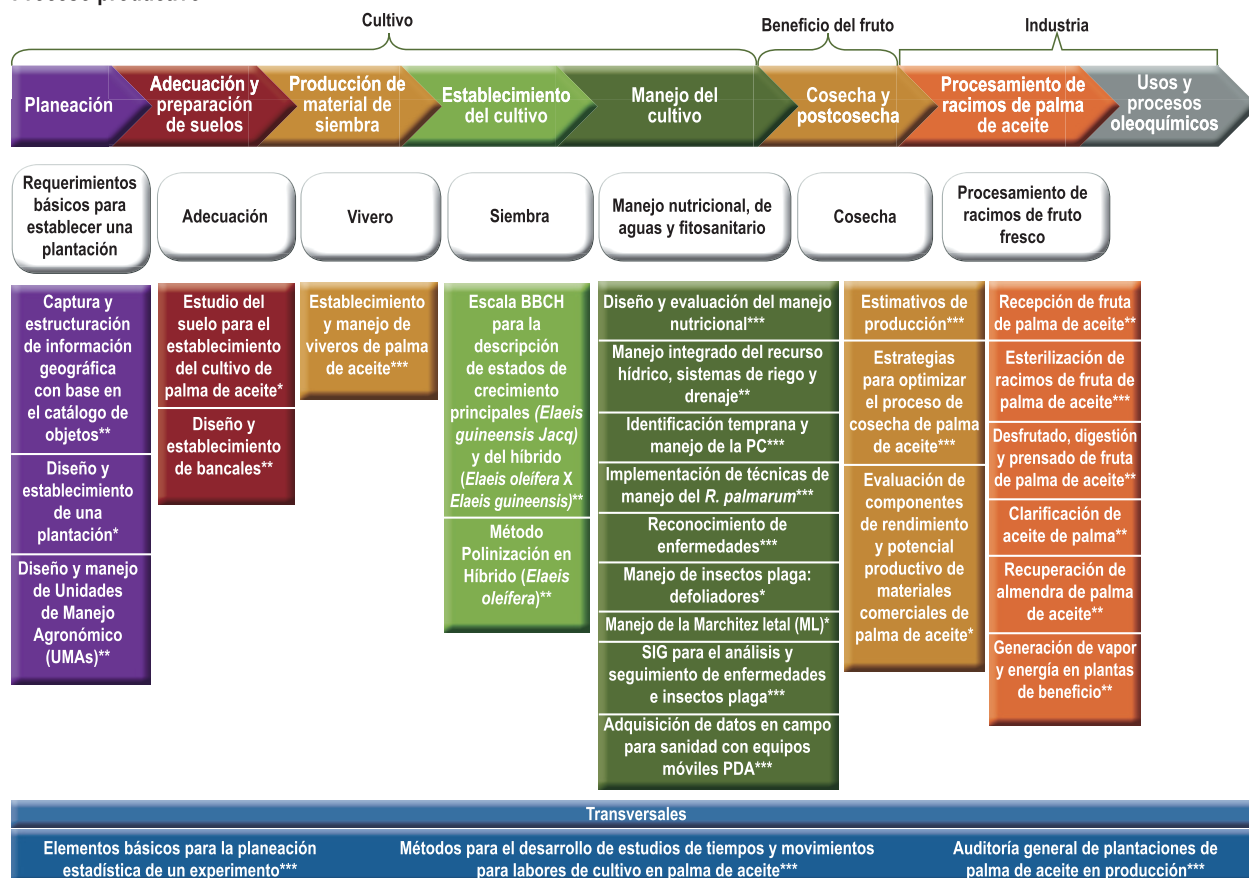 Proceso productivo
Cultivo
Beneficio del fruto
Industria
Planeación
Adecuación y
preparación
de suelos
Producción de
material de
siembra
Establecimiento
del cultivo
Manejo del
cultivo
Cosecha y
postcosecha
Procesamiento de
racimos de palma
de aceite
Usos y
procesos
oleoquímicos
Requerimientos
básicos para
establecer una
plantación
Adecuación
Vivero
Siembra
Manejo nutricional, de
aguas y fitosanitario
Cosecha
Procesamiento de
racimos de fruto
fresco
Captura y
estructuración
de información
geográfica
con base en
el catálogo de
objetos**
Diseño y
establecimiento
de una
plantación*
Diseño y manejo
de Unidades
de Manejo
Agronómico
(UMAs)**
Estudio del
suelo para el
establecimiento
del cultivo de
palma de aceite*
Diseño y
establecimiento
de bancales**
Establecimiento
y manejo de
viveros de palma
de aceite***
Escala BBCH
para la
descripción
de estados de
crecimiento
principales (Elaeis
guineensis Jacq)
y del híbrido
(Elaeis oleífera X
Elaeis guineensis)**
Método
Polinización en
Híbrido (Elaeis
oleífera)**
Diseño y evaluación del manejo
nutricional***
Manejo integrado del recurso
hídrico, sistemas de riego y
drenaje**
Identificación temprana y
manejo de la PC***
Implementación de técnicas de
manejo del R. palmarum***
Reconocimiento de
enfermedades***
Manejo de insectos plaga:
defoliadores*
Manejo de la Marchitez letal (ML)*
SIG para el análisis y
seguimiento de enfermedades
e insectos plaga***
Adquisición de datos en campo
para sanidad con equipos
móviles PDA***
Estimativos de
producción***
Estrategias
para optimizar
el proceso de
cosecha de palma
de aceite***
Evaluación de
componentes
de rendimiento
y potencial
productivo de
materiales
comerciales de
palma de aceite*
Recepción de fruta
de palma de aceite**
Esterilización de
racimos de fruta de
palma de aceite***
Desfrutado, digestión
y prensado de fruta
de palma de aceite**
Clarificación de
aceite de palma**
Recuperación de
almendra de palma
de aceite**
Generación de vapor
y energía en plantas
de beneficio**
Transversales
Elementos básicos para la planeación
estadística de un experimento***
Métodos para el desarrollo de estudios de tiempos y movimientos
para labores de cultivo en palma de aceite***
Auditoría general de plantaciones de
palma de aceite en producción***